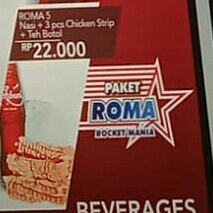 ROMA 5
Nasi + 3 pcs Chicken Strip
+ Teh Botol
RP 22.000
PAKET
ROMA
ROCKET MANIA
BEVERAGES